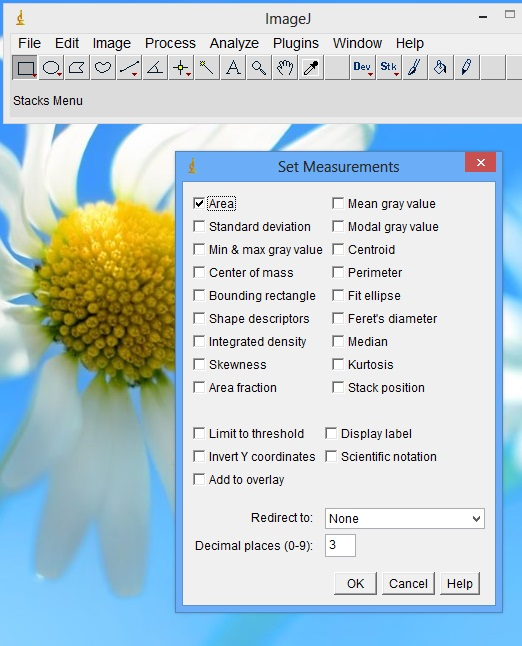 ImageJ
File Edit Image Process Analyze Plugins Window Help
A Dev Stk
Stacks Menu
Set Measurements
Area Mean gray value
Standard deviation Modal gray value
Min & max gray value Centroid
Center of mass Perimeter
Bounding rectangle Fit ellipse
Shape descriptors Feret's diameter
Integrated density Median
Skewness Kurtosis
Area fraction Stack position
Limit to threshold Display label
Invert Y coordinates Scientific notation
Add to overlay
Redirect to: None
Decimal places (0-9): 3
OK Cancel Help